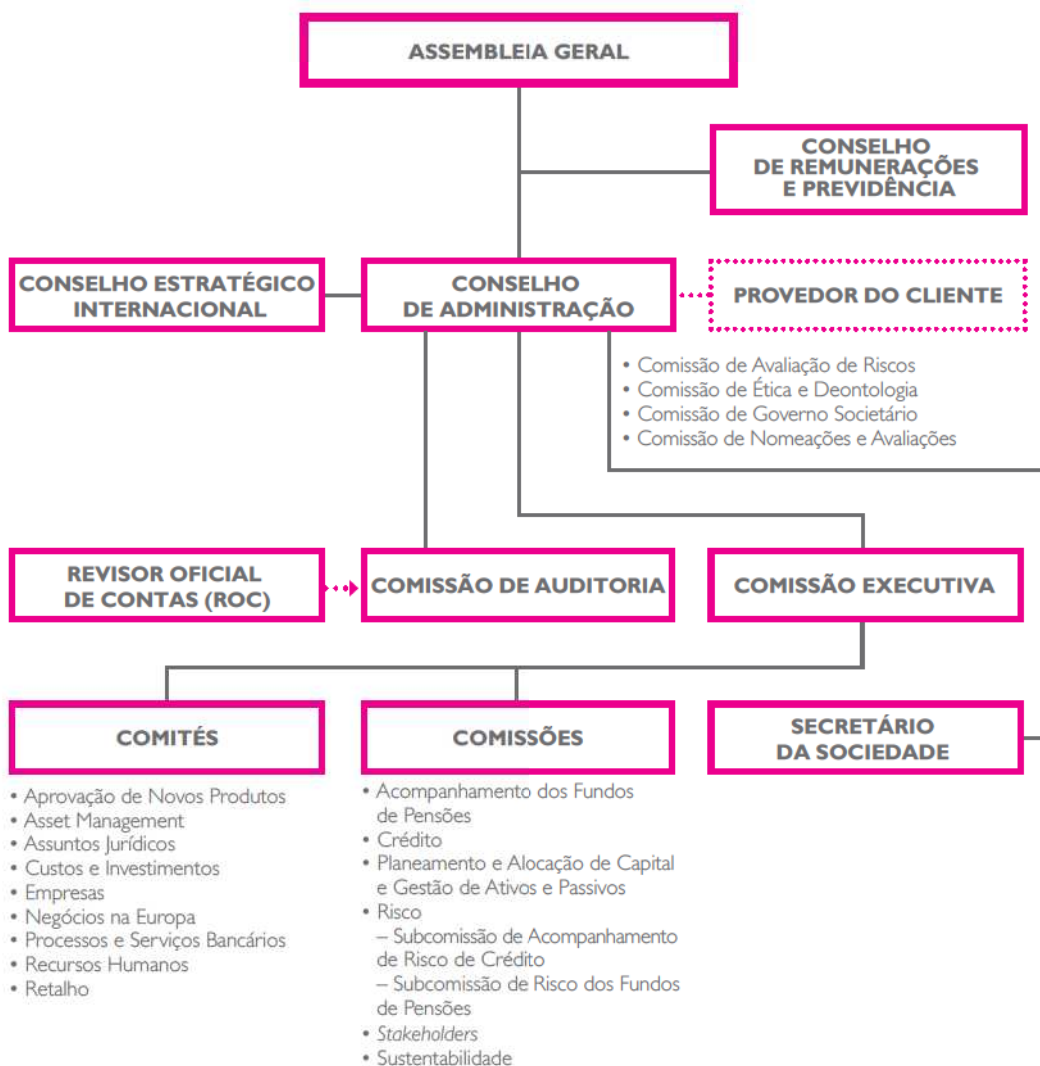 ASSEMBLEIA GERAL
CONSELHO
DE REMUNERAÇÕES
E PREVIDÊNCIA
CONSELHO ESTRATÉGICO
INTERNACIONAL
CONSELHO
DE ADMINISTRAÇÃO
PROVEDOR DO CLIENTE
• Comissão de Avaliação de Riscos
• Comissão de Ética e Deontologia
• Comissão de Governo Societário
• Comissão de Nomeações e Avaliações
REVISOR OFICIAL
DE CONTAS (ROC)
COMISSÃO DE AUDITORIA
COMISSÃO EXECUTIVA
COMITÉS
• Aprovação de Novos Produtos
• Asset Management
• Assuntos Jurídicos
• Custos e Investimentos
• Empresas
• Negócios na Europa
• Processos e Serviços Bancários
• Recursos Humanos
• Retalho
COMISSÕES
• Acompanhamento dos Fundos
de Pensões
• Crédito
• Planeamento e Alocação de Capital
e Gestão de Ativos e Passivos
• Risco
– Subcomissão de Acompanhamento
de Risco de Crédito
– Subcomissão de Risco dos Fundos
de Pensões
• Stakeholders
• Sustentabilidade
SECRETÁRIO
DA SOCIEDADE